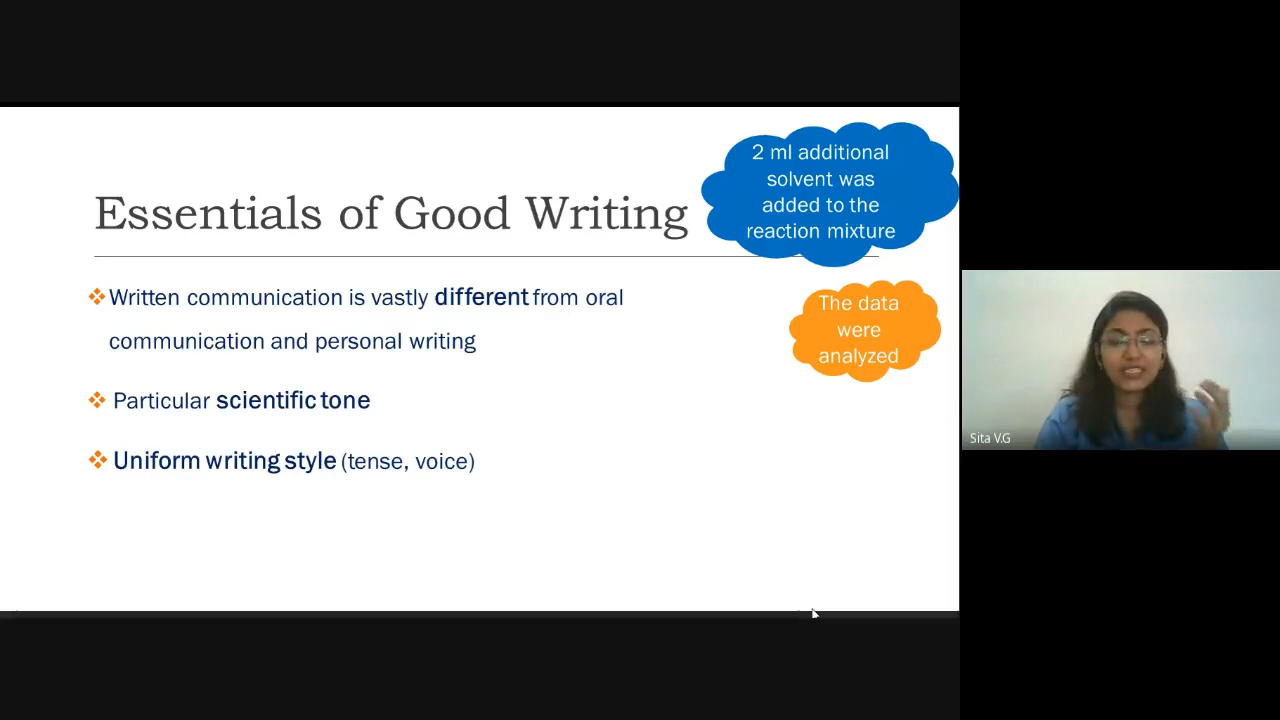 Essentials of Good Writing
2 ml additional
solvent was
added to the
reaction mixture
Written communication is vastly different from oral
communication and personal writing
The data
were
analyzed
Particular scientific tone
Uniform writing style (tense, voice)
Sita V.G